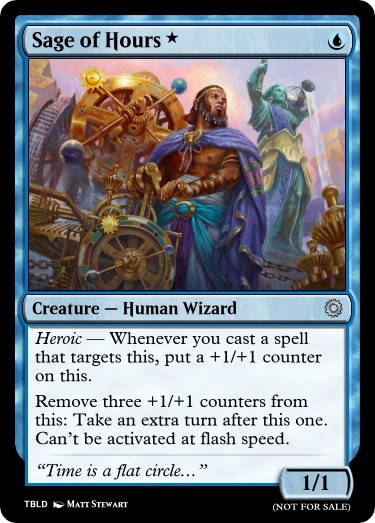 Sage of Hours ★
Creature — Human Wizard
Heroic — Whenever you cast a spell
that targets this, put a +1/+1 counter
on this.
Remove three +1/+1 counters from
this: Take an extra turn after this one.
Can’t be activated at flash speed.
“Time is a flat circle…”
1/1
TBLD Matt Stewart
(NOT FOR SALE)